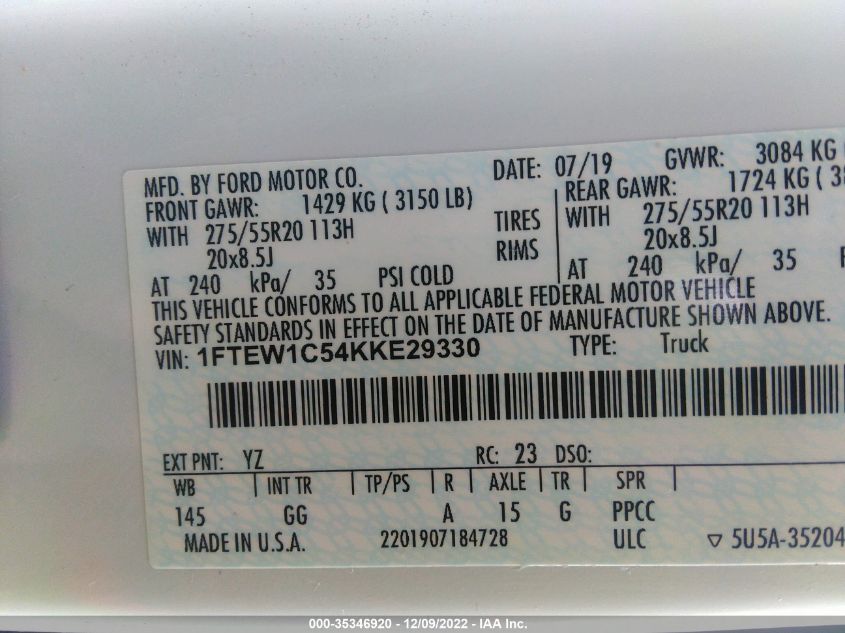 MFD. BY FORD MOTOR CO. DATE: 07/19 GVWR: 3084 KG
FRONT GAWR: 1429 KG ( 3150 LB) REAR GAWR: 1724 KG (
WITH 275/55R20 113H TIRES WITH 275/55R20 113H
20x8.5J RIMS 20x8.5J
AT 240 kPa/ 35 PSI COLD AT 240 kPa/ 35
THIS VEHICLE CONFORMS TO ALL APPLICABLE FEDERAL MOTOR VEHICLE
SAFETY STANDARDS IN EFFECT ON THE DATE OF MANUFACTURE SHOWN ABOVE.
VIN: 1FTEW1C54KKE29330 TYPE: Truck
EXT PNT: YZ RC: 23 DSO:
WB INT TR TP/PS R AXLE TR SPR
145 GG A 15 G PPCC
MADE IN U.S.A. 2201907184728 ULC ▽ 5U5A-35204
000-35346920 - 12/09/2022 - IAA Inc.